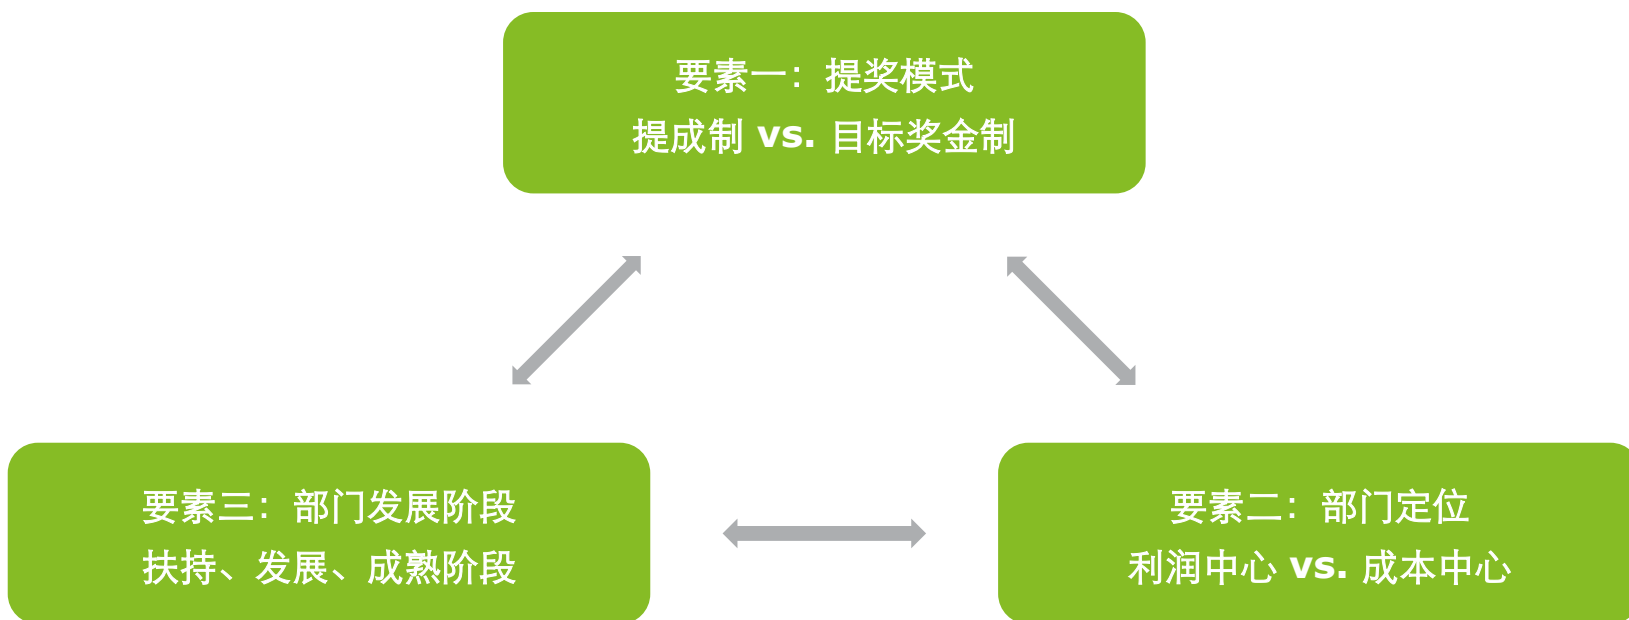 要素一：提奖模式
提成制 vs. 目标奖金制
要素三：部门发展阶段
扶持、发展、成熟阶段
要素二：部门定位
利润中心 vs. 成本中心